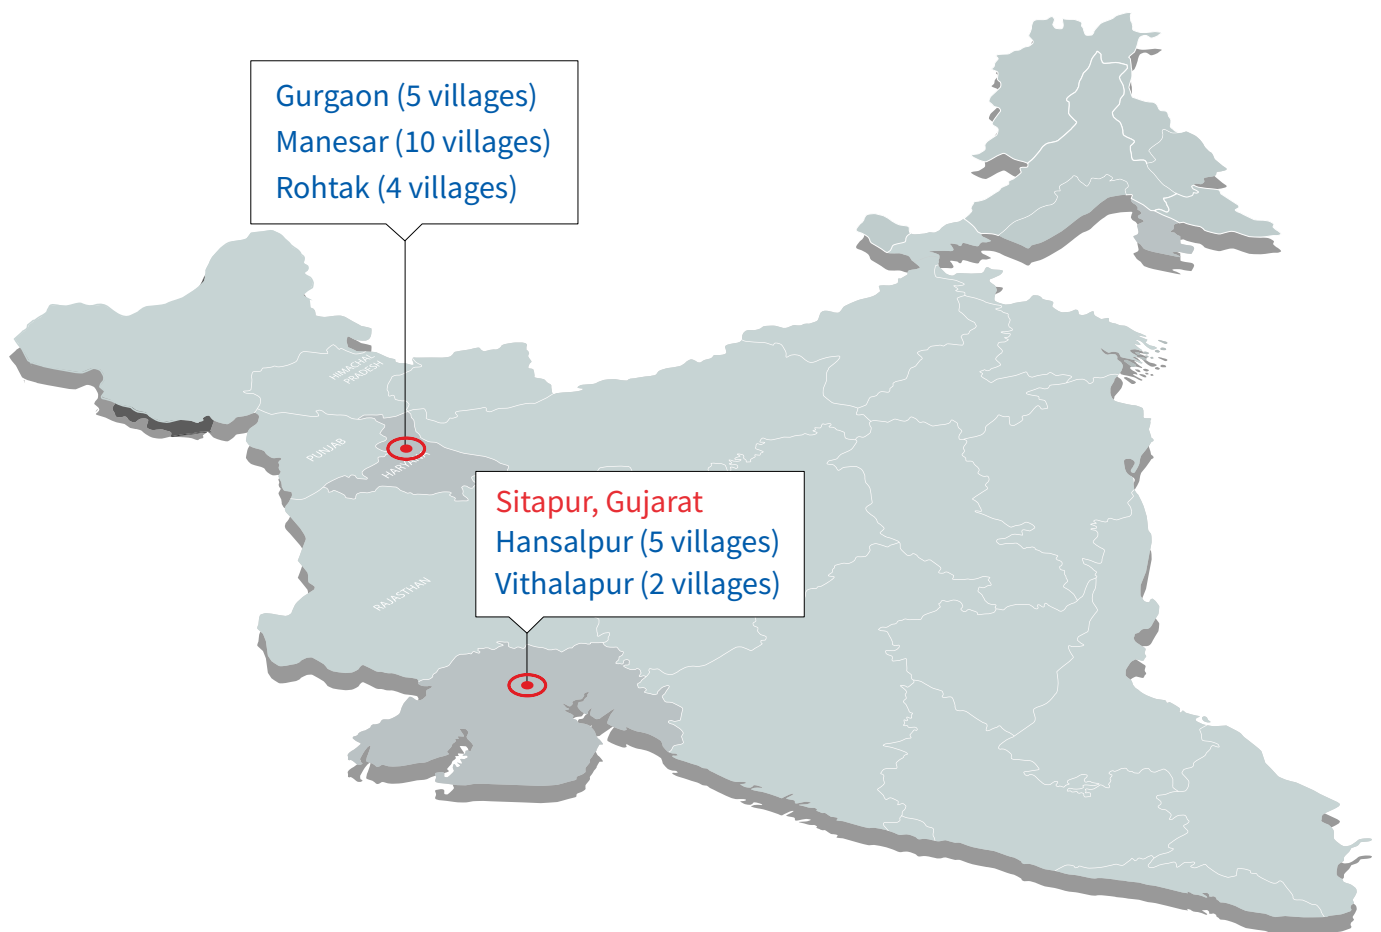 Gurgaon (5 villages)
Manesar (10 villages)
Rohtak (4 villages)
HIMACHAL
PRADESH
PUNJAB
HARYANA
Sitapur, Gujarat
Hansalpur (5 villages)
Vithalapur (2 villages)
RAJASTHAN